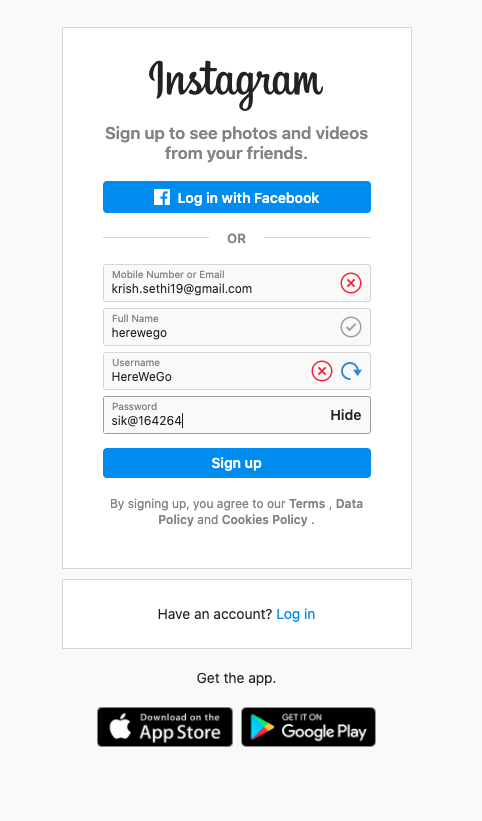 Instagram
Sign up to see photos and videos
from your friends.
Log in with Facebook
OR
Mobile Number or Email
krish.sethi19@gmail.com
Full Name
herewego
Username
HereWeGo
Password
sik@164264
Hide
Sign up
By signing up, you agree to our Terms , Data
Policy and Cookies Policy .
Have an account? Log in
Get the app.
Download on the
App Store
GET IT ON
Google Play